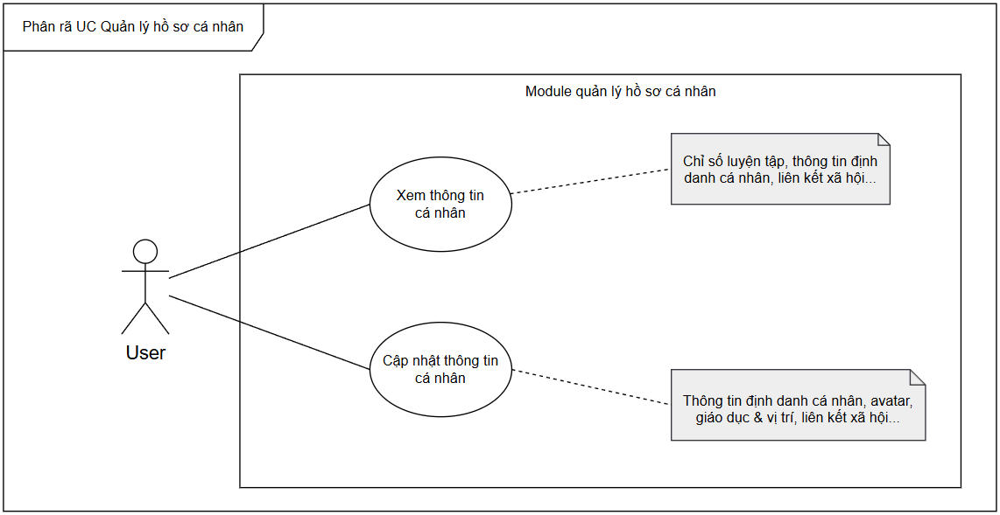 Phân rã UC Quản lý hồ sơ cá nhân
Module quản lý hồ sơ cá nhân
Chỉ số luyện tập, thông tin định
danh cá nhân, liên kết xã hội...
Xem thông tin
cá nhân
User
Cập nhật thông tin
cá nhân
Thông tin định danh cá nhân, avatar,
giáo dục & vị trí, liên kết xã hội...